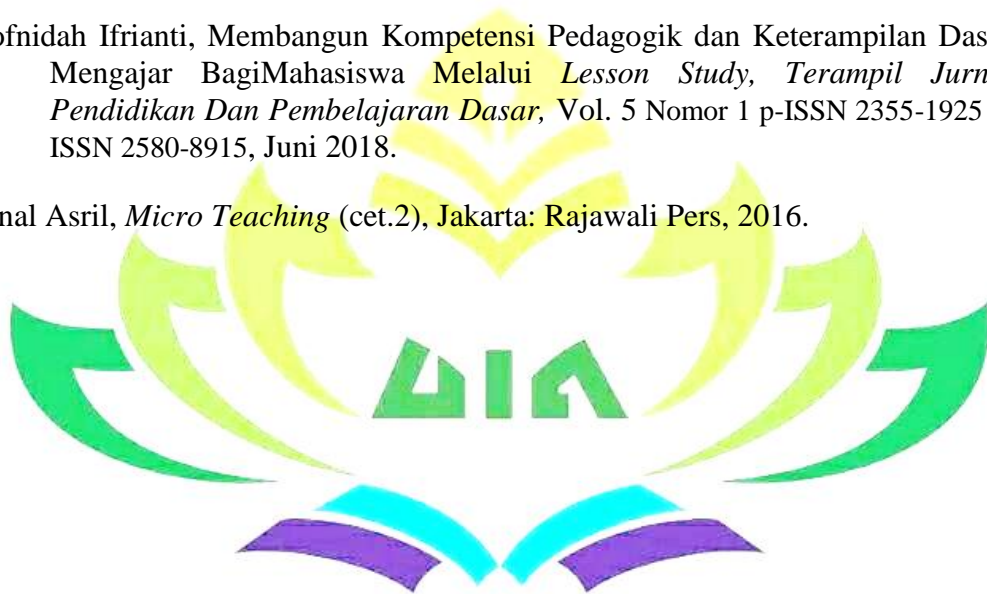 ofnidah Ifrianti, Membangun Kompetensi Pedagogik dan Keterampilan Das
Mengajar BagiMahasiswa Melalui Lesson Study, Terampil Jurn
Pendidikan Dan Pembelajaran Dasar, Vol. 5 Nomor 1 p-ISSN 2355-1925
ISSN 2580-8915, Juni 2018.
nal Asril, Micro Teaching (cet.2), Jakarta: Rajawali Pers, 2016.
UIN